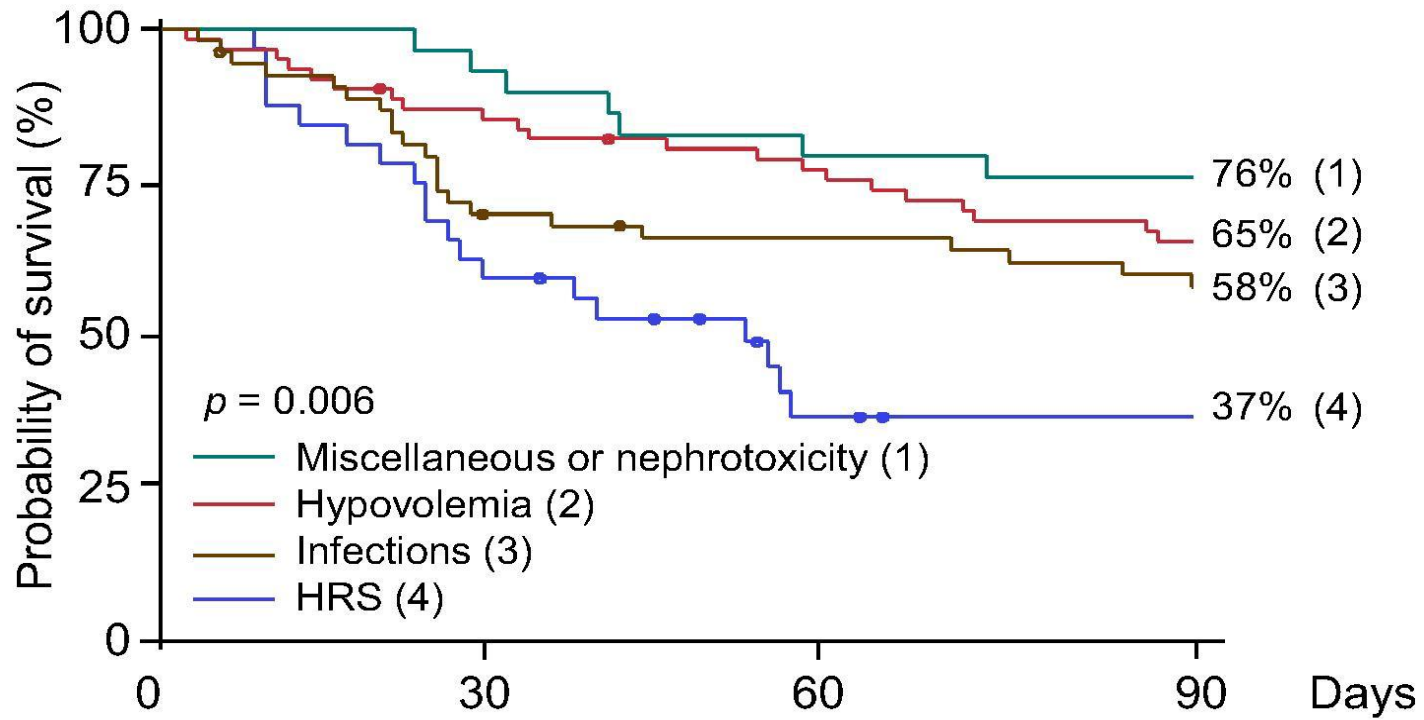 Probability of survival (%)
100
75
50
25
0
76% (1)
65% (2)
58% (3)
37% (4)
p = 0.006
Miscellaneous or nephrotoxicity (1)
Hypovolemia (2)
Infections (3)
HRS (4)
0 30 60 90 Days